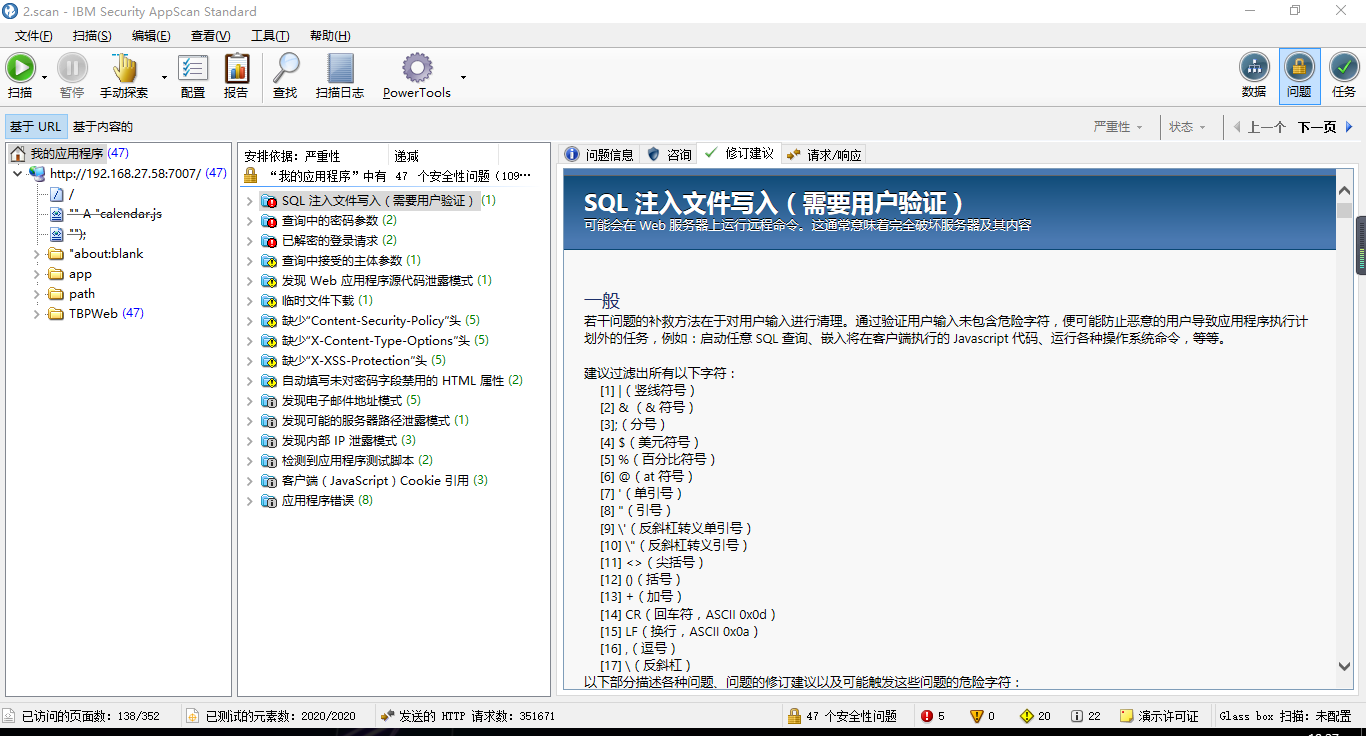 2.scan - IBM Security AppScan Standard
文件(F) 扫描(S) 编辑(E) 查看(V) 工具(T) 帮助(H)
扫描 暂停 手动探索 配置 报告 查找 扫描日志 PowerTools 数据 问题 任务
基于 URL 基于内容的 严重性 状态 上一个 下一页
我的应用程序 (47)
http://192.168.27.58:7007/ (47)
/
"" A "calendar.js
"");
"about:blank
app
path
TBPWeb (47)
安排依据：严重性 递减
“我的应用程序”中有 47 个安全性问题（109…
SQL 注入文件写入（需要用户验证） (1)
查询中的密码参数 (2)
已解密的登录请求 (2)
查询中接受的主体参数 (1)
发现 Web 应用程序源代码泄露模式 (1)
临时文件下载 (1)
缺少“Content-Security-Policy”头 (5)
缺少“X-Content-Type-Options”头 (5)
缺少“X-XSS-Protection”头 (5)
自动填写未对密码字段禁用的 HTML 属性 (2)
发现电子邮件地址模式 (5)
发现可能的服务器路径泄露模式 (1)
发现内部 IP 泄露模式 (3)
检测到应用程序测试脚本 (2)
客户端（JavaScript）Cookie 引用 (3)
应用程序错误 (8)
问题信息 咨询 修订建议 请求/响应
SQL 注入文件写入（需要用户验证）
可能会在 Web 服务器上运行远程命令。这通常意味着完全破坏服务器及其内容
一般
若干问题的补救方法在于对用户输入进行清理。通过验证用户输入未包含危险字符，便可能防止恶意的用户导致应用程序执行计
划外的任务，例如：启动任意 SQL 查询、嵌入将在客户端执行的 Javascript 代码、运行各种操作系统命令，等等。
建议过滤出所有以下字符：
[1] |（竖线符号）
[2] & （& 符号）
[3];（分号）
[4] $（美元符号）
[5] %（百分比符号）
[6] @（at 符号）
[7] '（单引号）
[8] "（引号）
[9] \'（反斜杠转义单引号）
[10] \"（反斜杠转义引号）
[11] <>（尖括号）
[12] ()（括号）
[13] +（加号）
[14] CR（回车符，ASCII 0x0d）
[15] LF（换行，ASCII 0x0a）
[16] ,（逗号）
[17] \（反斜杠）
以下部分描述各种问题、问题的修订建议以及可能触发这些问题的危险字符：
已访问的页面数：138/352 已测试的元素数：2020/2020 发送的 HTTP 请求数：351671 47 个安全性问题 5 0 20 22 演示许可证 Glass box 扫描：未配置